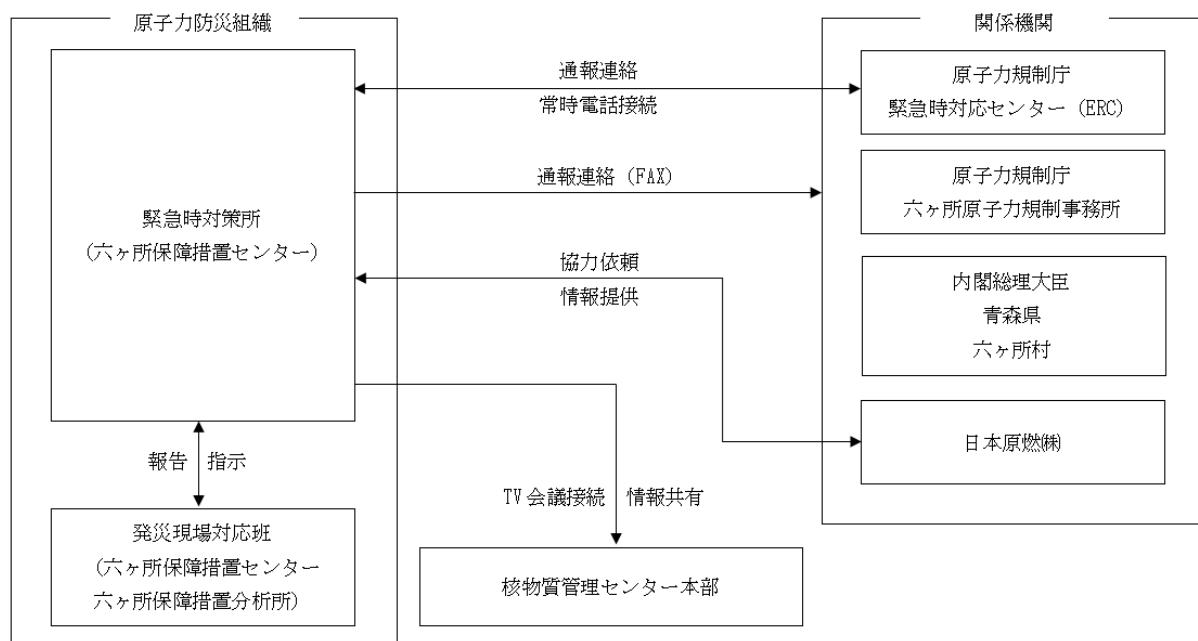 原子力防災組織
緊急時対策所
(六ヶ所保障措置センター)
報告
指示
発災現場対応班
(六ヶ所保障措置センター
六ヶ所保障措置分析所)
通報連絡
常時電話接続
通報連絡 (FAX)
協力依頼
情報提供
TV会議接続
情報共有
核物質管理センター本部
関係機関
原子力規制庁
緊急時対応センター (ERC)
原子力規制庁
六ヶ所原子力規制事務所
内閣総理大臣
青森県
六ヶ所村
日本原燃㈱